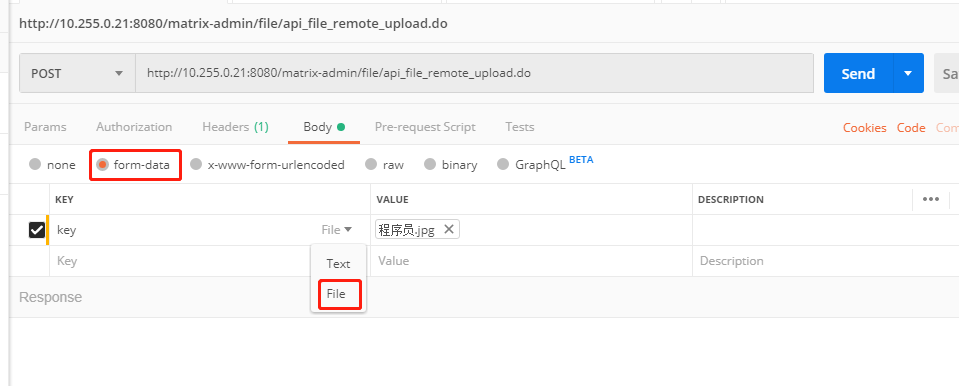 http://10.255.0.21:8080/matrix-admin/file/api_file_remote_upload.do
POST http://10.255.0.21:8080/matrix-admin/file/api_file_remote_upload.do Send Sa
Params Authorization Headers (1) Body Pre-request Script Tests Cookies Code Com
none form-data x-www-form-urlencoded raw binary GraphQL BETA
KEY VALUE DESCRIPTION
key File 程序员.jpg
Key Value Description
Text
File
Response